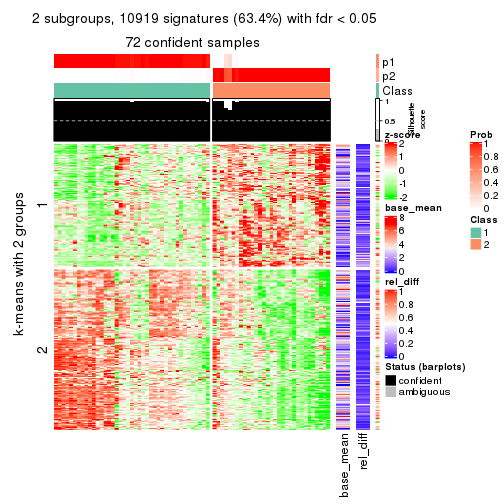 2 subgroups, 10919 signatures (63.4%) with fdr < 0.05
72 confident samples
p1
p2
Class
1
0.5
0
Silhouette
score
k-means with 2 groups
1
2
z-score
2
1
0
-1
-2
base_mean
8
6
4
2
0
rel_diff
1
0.8
0.6
0.4
0.2
0
Status (barplots)
confident
ambiguous
Prob
1
0.8
0.6
0.4
0.2
0
Class
1
2
base_mean
rel_diff